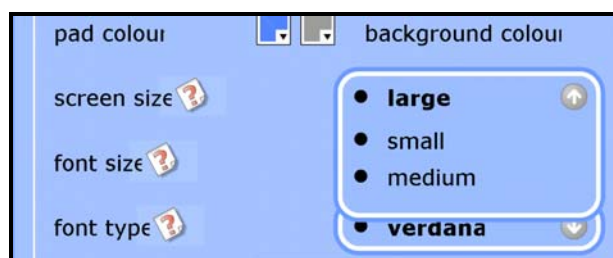 pad colour background colour
screen size ? large
small
font size ?
medium
font type ? verdana